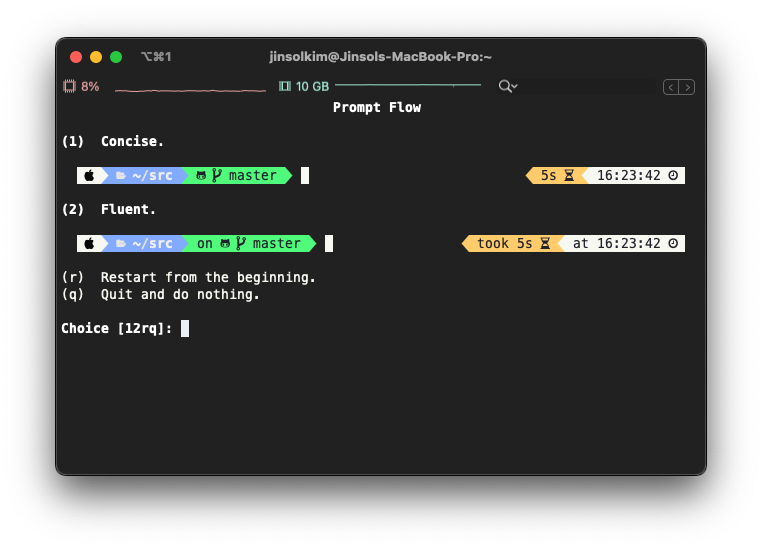 ⌥⌘1 jinsolkim@Jinsols-MacBook-Pro:~
8% 10 GB
Prompt Flow
(1) Concise.
~/src master 5s 16:23:42
(2) Fluent.
~/src on master took 5s at 16:23:42
(r) Restart from the beginning.
(q) Quit and do nothing.
Choice [12rq]: